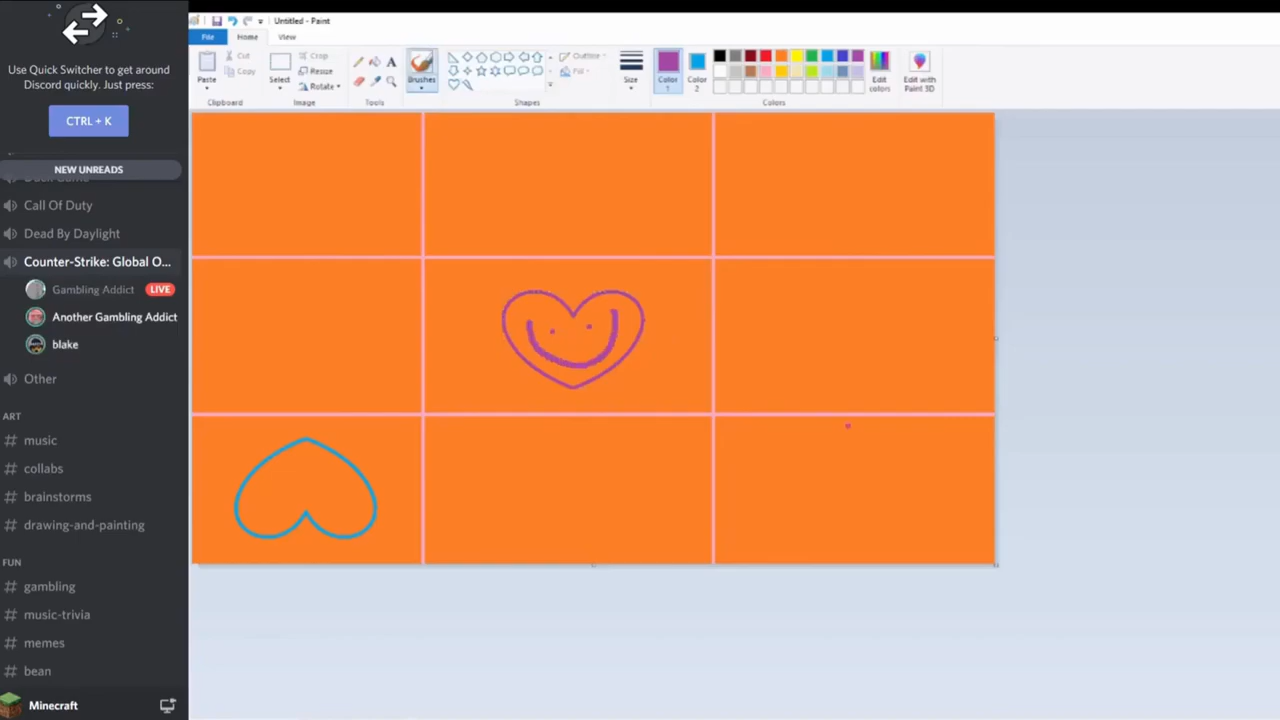 Use Quick Switcher to get around
Discord quickly. Just press:
CTRL + K
NEW UNREADS
Call Of Duty
Dead By Daylight
Counter-Strike: Global O...
Gambling Addict LIVE
Another Gambling Addict
blake
Other
ART
# music
# collabs
# brainstorms
# drawing-and-painting
FUN
# gambling
# music-trivia
# memes
# bean
Minecraft
Untitled - Paint
File Home View
Paste
Cut
Copy
Clipboard
Select
Crop
Resize
Rotate
Image
A
Tools
Brushes
Outline
Fill
Shapes
Size
Color
1
Color
2
Edit
colors
Colors
Edit with
Paint 3D